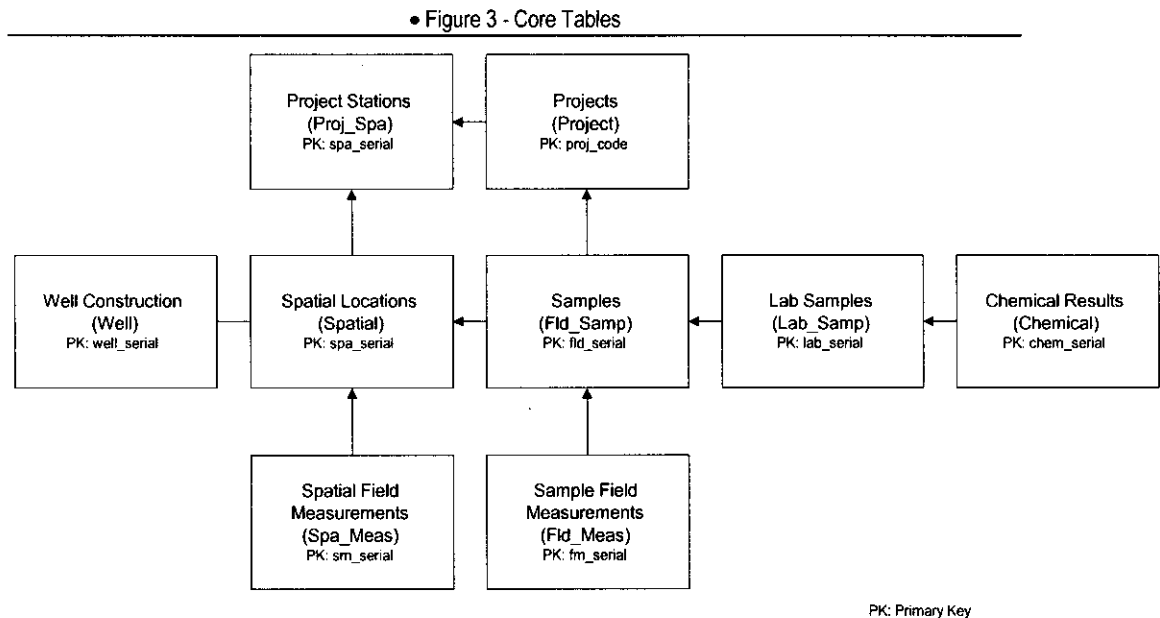 • Figure 3 - Core Tables
Project Stations
(Proj_Spa)
PK: spa_serial
Projects
(Project)
PK: proj_code
Well Construction
(Well)
PK: well_serial
Spatial Locations
(Spatial)
PK: spa_serial
Samples
(Fld_Samp)
PK: fld_serial
Lab Samples
(Lab_Samp)
PK: lab_serial
Chemical Results
(Chemical)
PK: chem_serial
Spatial Field
Measurements
(Spa_Meas)
PK: sm_serial
Sample Field
Measurements
(Fld_Meas)
PK: fm_serial
PK: Primary Key